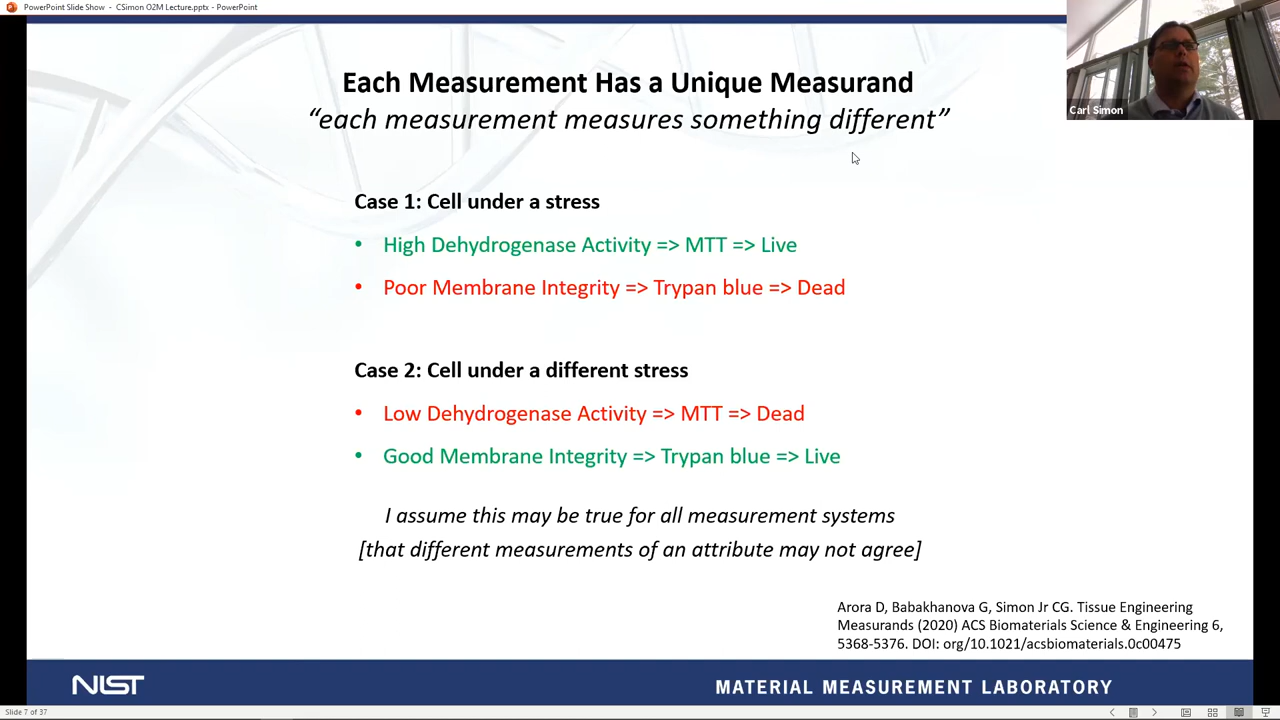 PowerPoint Slide Show - CSimon O2M Lecture.pptx - PowerPoint
Carl Simon
Each Measurement Has a Unique Measurand
“each measurement measures something different”
Case 1: Cell under a stress
• High Dehydrogenase Activity => MTT => Live
• Poor Membrane Integrity => Trypan blue => Dead
Case 2: Cell under a different stress
• Low Dehydrogenase Activity => MTT => Dead
• Good Membrane Integrity => Trypan blue => Live
I assume this may be true for all measurement systems
[that different measurements of an attribute may not agree]
Arora D, Babakhanova G, Simon Jr CG. Tissue Engineering
Measurands (2020) ACS Biomaterials Science & Engineering 6,
5368-5376. DOI: org/10.1021/acsbiomaterials.0c00475
NIST
MATERIAL MEASUREMENT LABORATORY
Slide 7 of 37